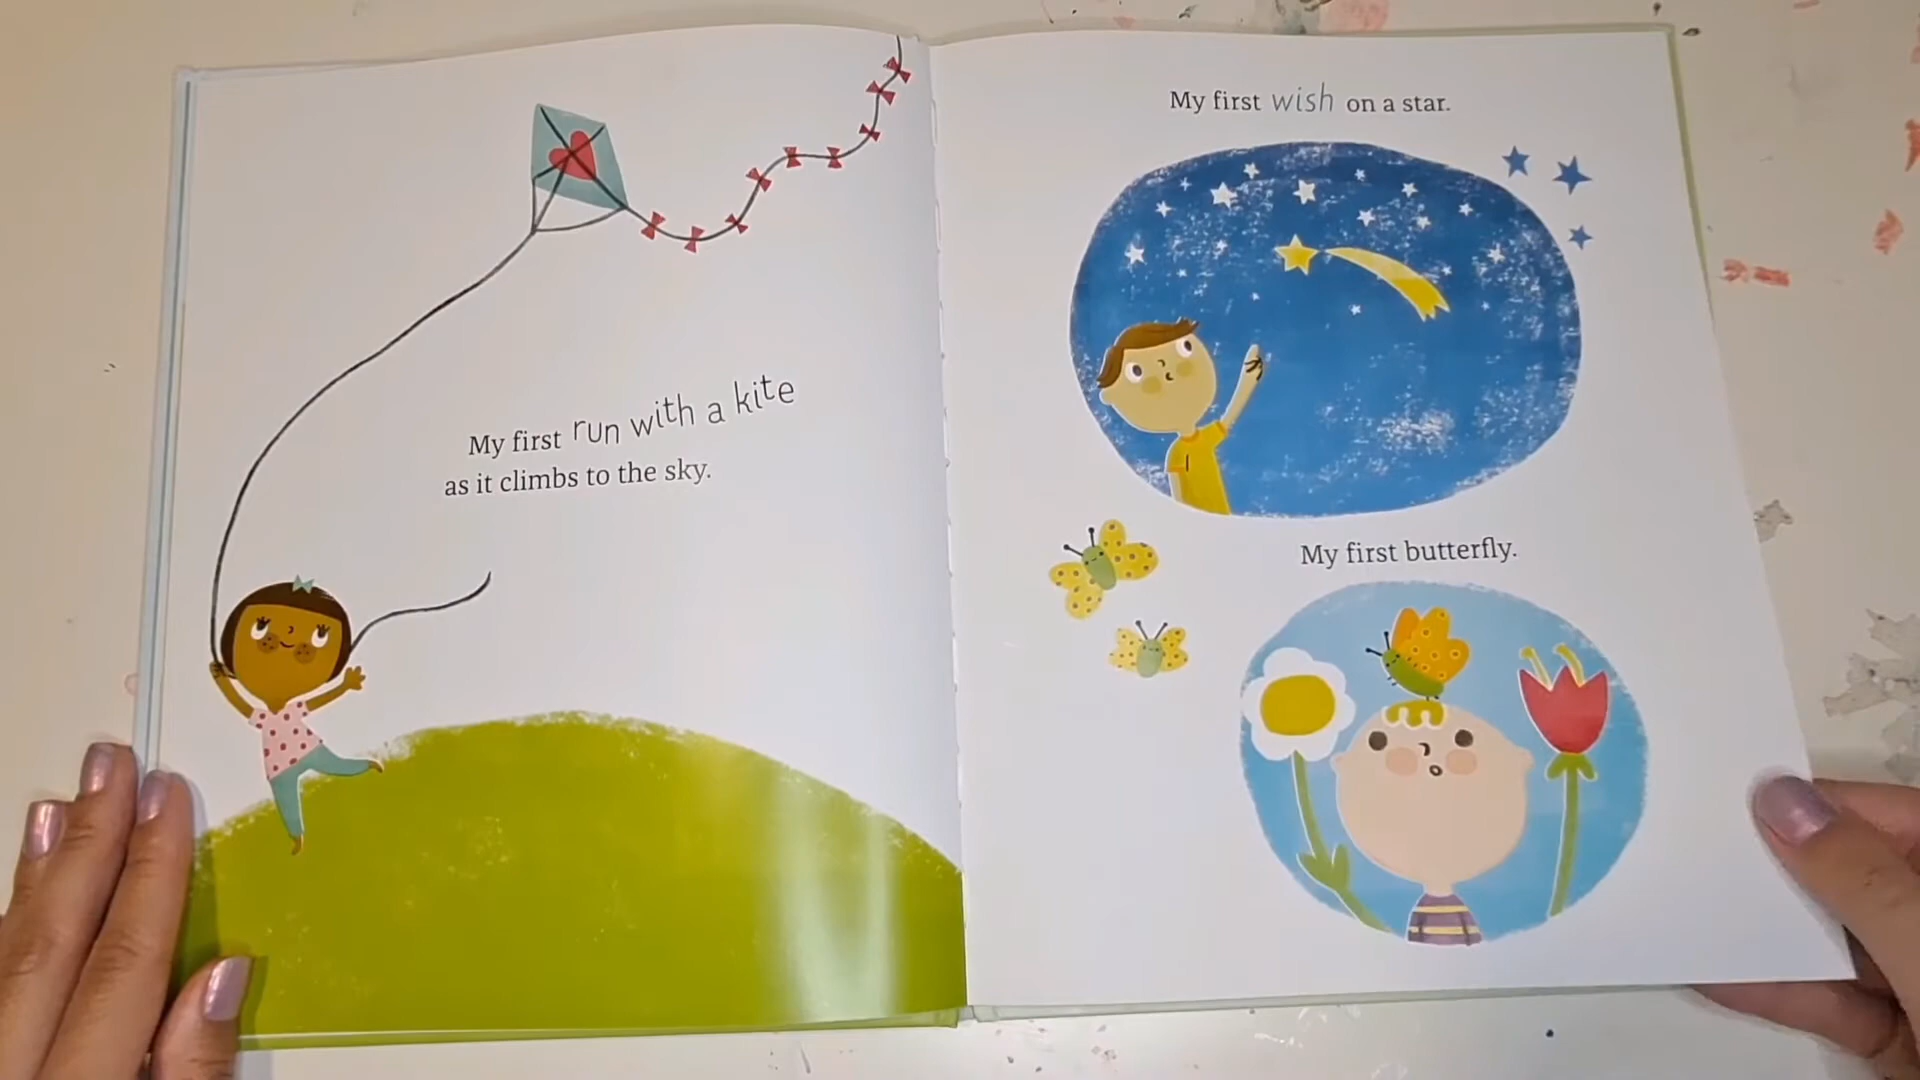 My first run with a kite
as it climbs to the sky.
My first wish on a star.
My first butterfly.